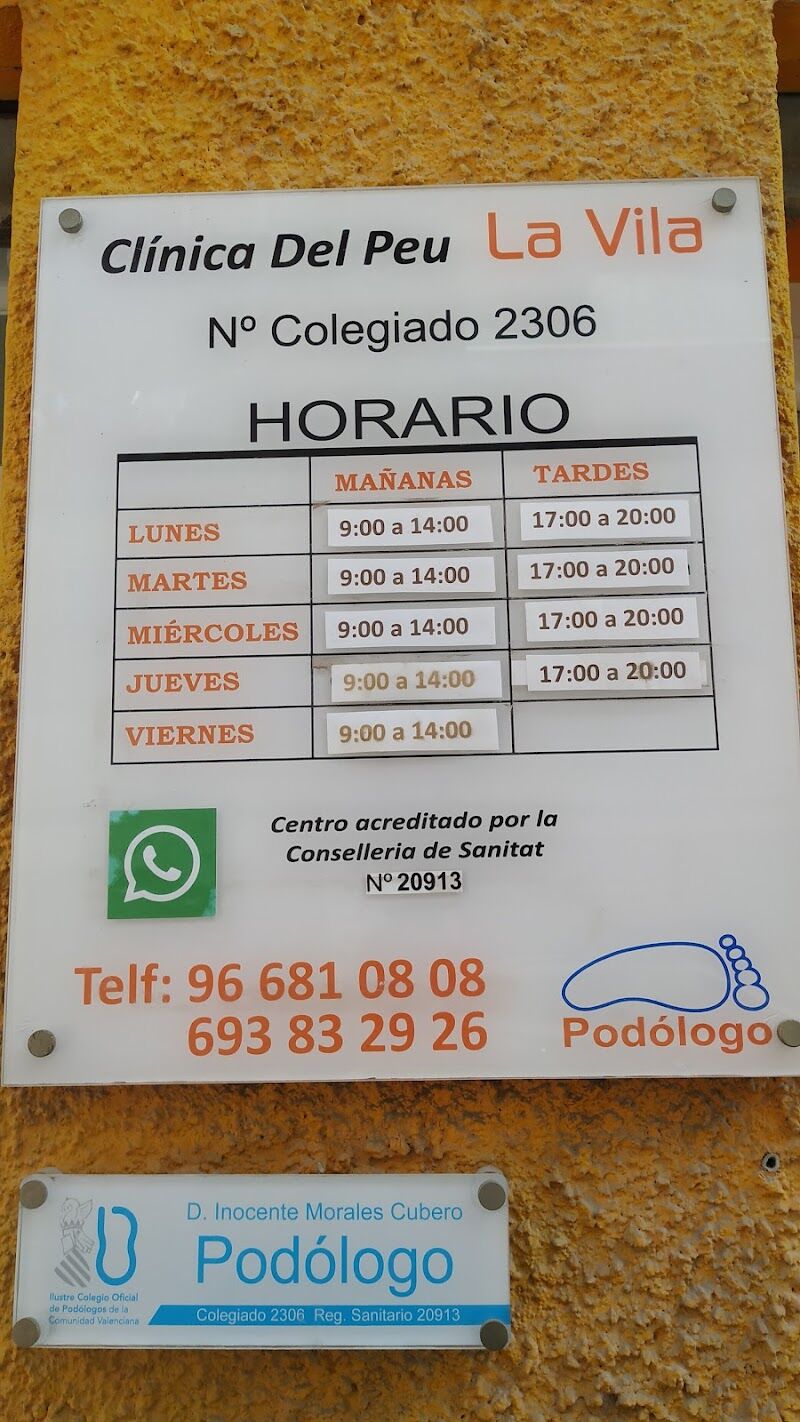 Clínica Del Peu La Vila
Nº Colegiado 2306
HORARIO
MAÑANAS TARDES
LUNES 9:00 a 14:00 17:00 a 20:00
MARTES 9:00 a 14:00 17:00 a 20:00
MIÉRCOLES 9:00 a 14:00 17:00 a 20:00
JUEVES 9:00 a 14:00 17:00 a 20:00
VIERNES 9:00 a 14:00
Centro acreditado por la
Conselleria de Sanitat
Nº 20913
Telf: 96 681 08 08
693 83 29 26
Podólogo
D. Inocente Morales Cubero
Podólogo
Ilustre Colegio Oficial
de Podólogos de la
Comunidad Valenciana
Colegiado 2306 Reg. Sanitario 20913